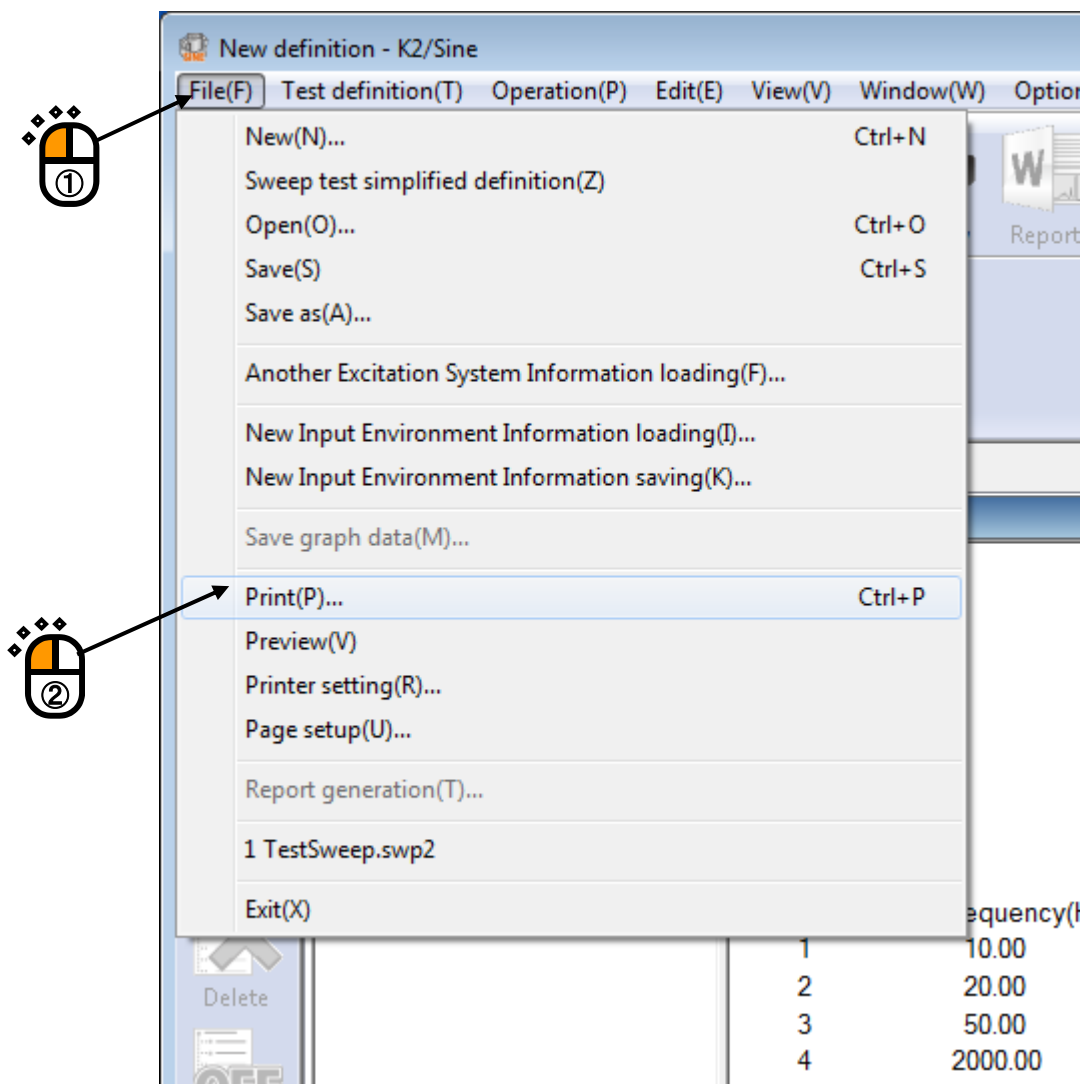 New definition - K2/Sine
File(F) Test definition(T) Operation(P) Edit(E) View(V) Window(W)
New(N)... Ctrl+N
Sweep test simplified definition(Z)
Open(O)... Ctrl+O
Save(S) Ctrl+S
Save as(A)...
Another Excitation System Information loading(F)...
New Input Environment Information loading(I)...
New Input Environment Information saving(K)...
Save graph data(M)...
Print(P)... Ctrl+P
Preview(V)
Printer setting(R)...
Page setup(U)...
Report generation(T)...
1 TestSweep.swp2
Exit(X)
①
②
W
Report
equency(H
1 10.00
2 20.00
3 50.00
4 2000.00
Delete
OFF